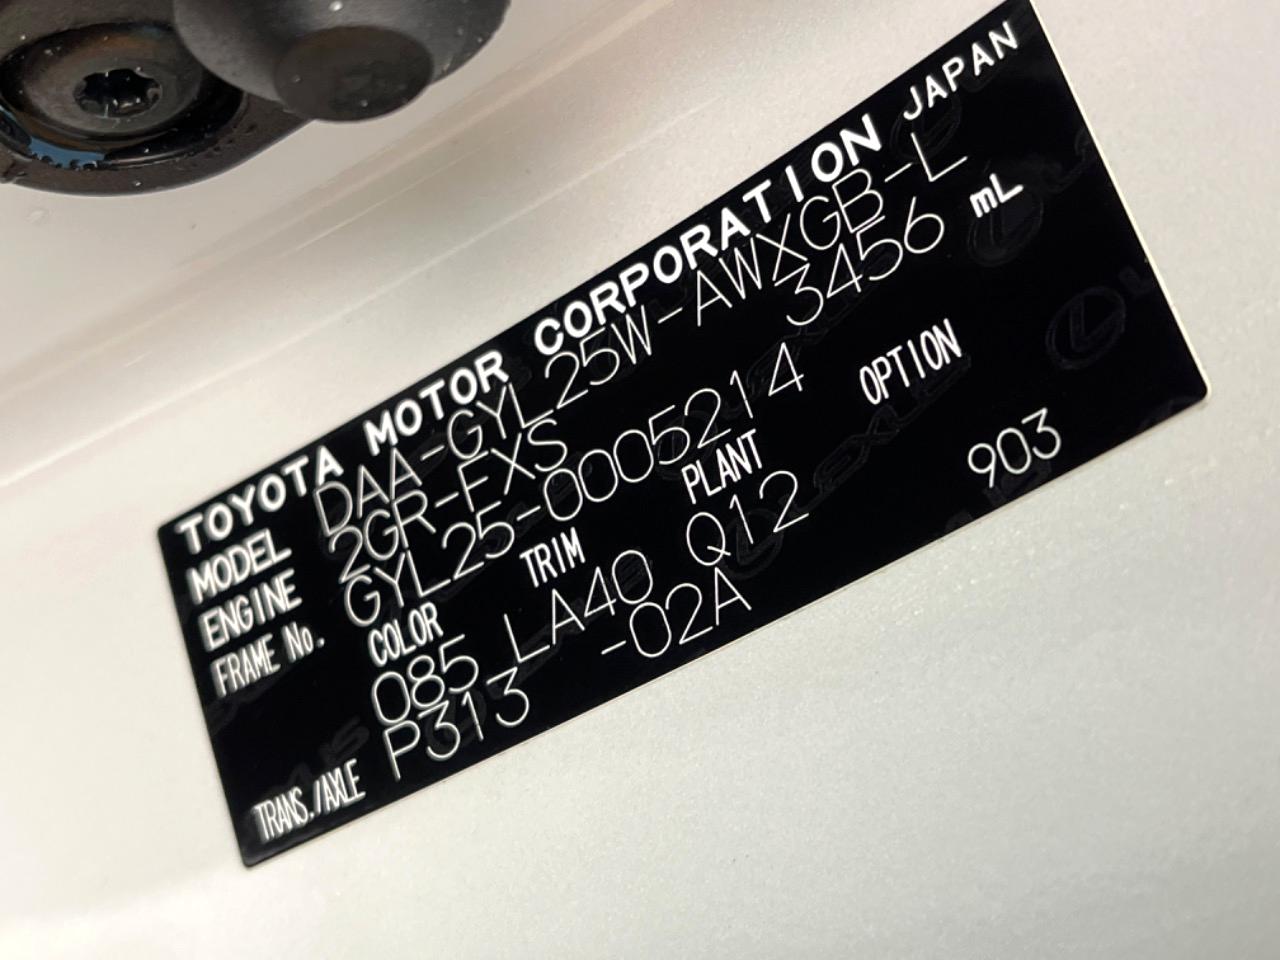 TOYOTA MOTOR CORPORATION JAPAN
MODEL DAA-GYL25W-AWXGB-L
ENGINE 2GR-FXS 3456 mL
FRAME No. GYL25-0005214
COLOR TRIM PLANT OPTION
085 LA40 Q12 903
TRANS./AXLE P313 -02A